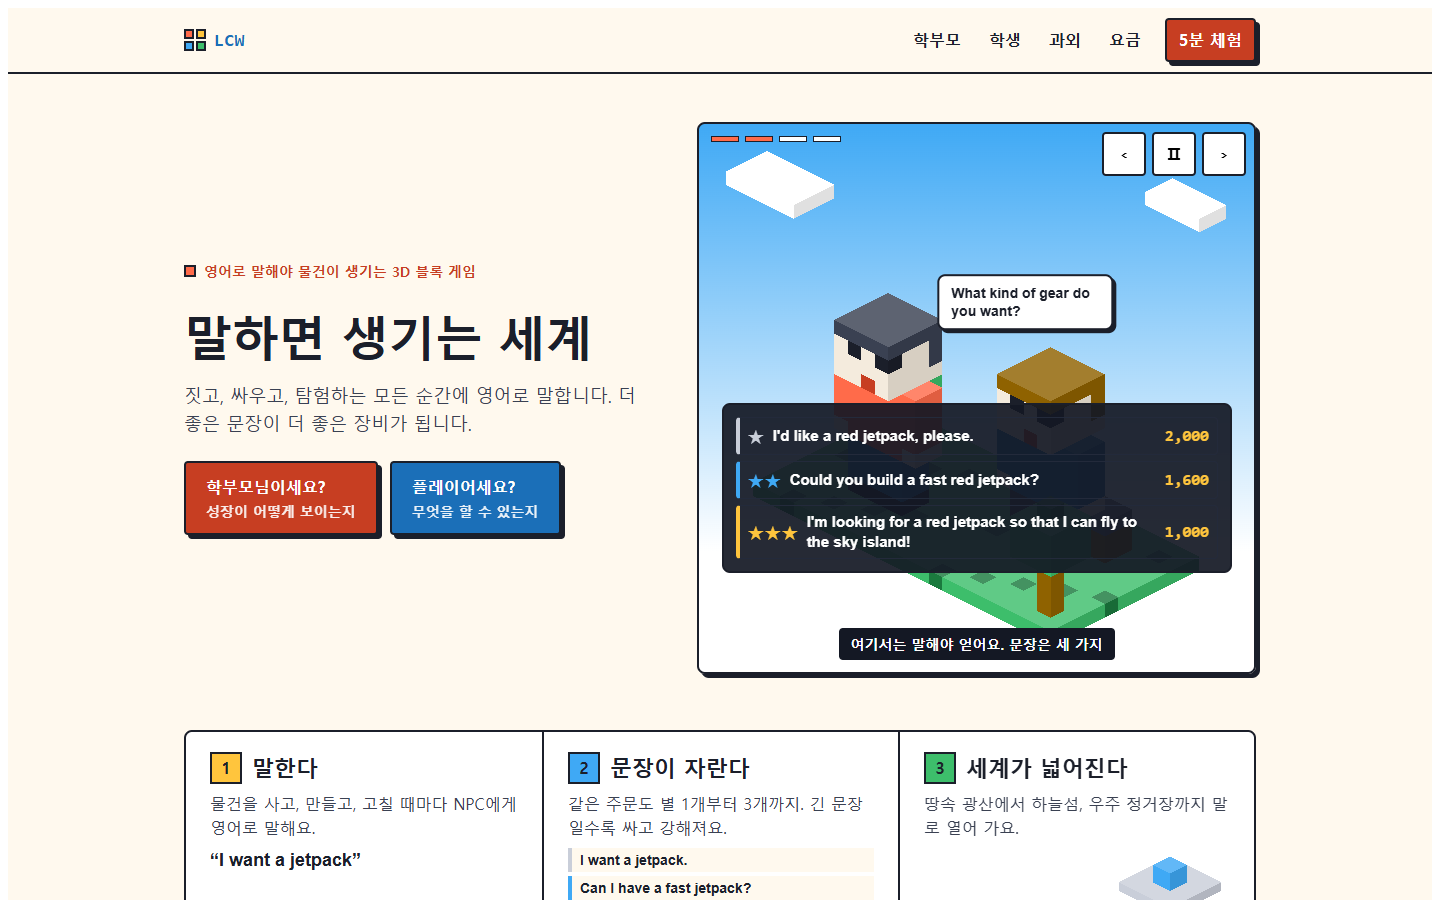 LCW
학부모
학생
과외
요금
5분 체험
영어로 말해야 물건이 생기는 3D 블록 게임
말하면 생기는 세계
짓고, 싸우고, 탐험하는 모든 순간에 영어로 말합니다. 더
좋은 문장이 더 좋은 장비가 됩니다.
학부모님이세요?
성장이 어떻게 보이는지
플레이어세요?
무엇을 할 수 있는지
What kind of gear do
you want?
★ I'd like a red jetpack, please. 2,000
★★ Could you build a fast red jetpack? 1,600
★★★ I'm looking for a red jetpack so that I can fly to
the sky island! 1,000
여기서는 말해야 얻어요. 문장은 세 가지
1 말한다
물건을 사고, 만들고, 고칠 때마다 NPC에게
영어로 말해요.
“I want a jetpack”
2 문장이 자란다
같은 주문도 별 1개부터 3개까지. 긴 문장
일수록 싸고 강해져요.
I want a jetpack.
Can I have a fast jetpack?
3 세계가 넓어진다
땅속 광산에서 하늘섬, 우주 정거장까지 말
로 열어 가요.